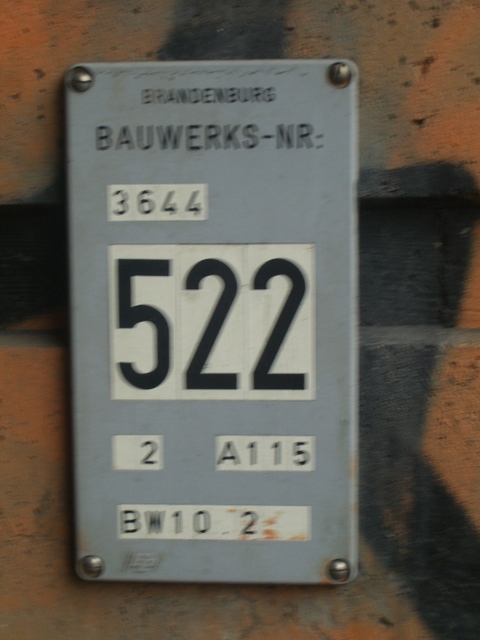 BRANDENBURG
BAUWERKS-NR:
3644
522
2 A115
BW10 2